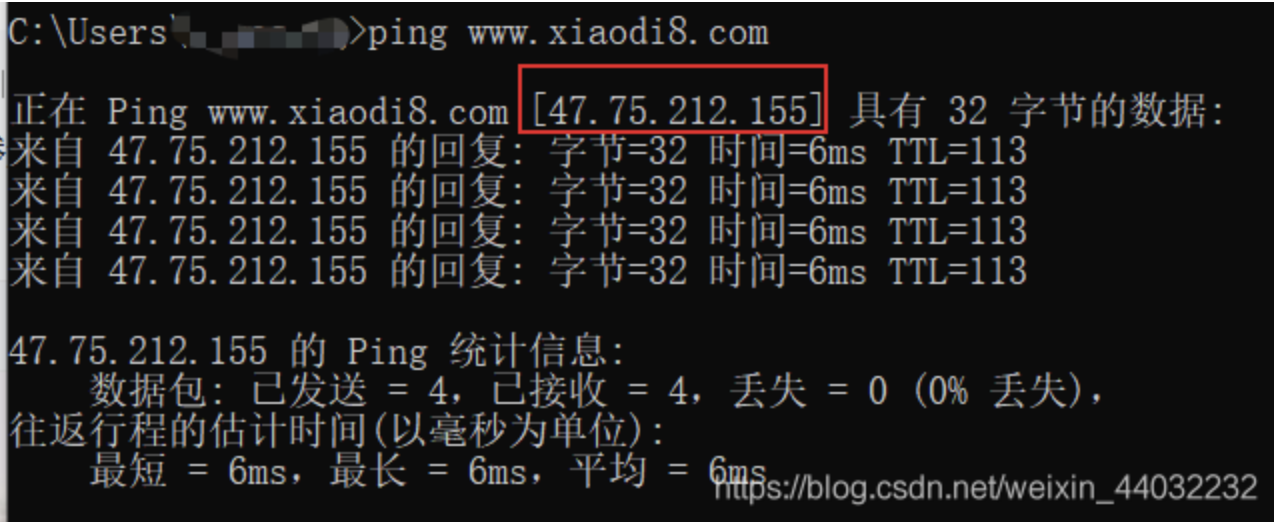 C:\Users\>ping www.xiaodi8.com
正在 Ping www.xiaodi8.com [47.75.212.155] 具有 32 字节的数据:
来自 47.75.212.155 的回复: 字节=32 时间=6ms TTL=113
来自 47.75.212.155 的回复: 字节=32 时间=6ms TTL=113
来自 47.75.212.155 的回复: 字节=32 时间=6ms TTL=113
来自 47.75.212.155 的回复: 字节=32 时间=6ms TTL=113
47.75.212.155 的 Ping 统计信息:
数据包: 已发送 = 4，已接收 = 4，丢失 = 0 (0% 丢失)，
往返行程的估计时间(以毫秒为单位):
最短 = 6ms，最长 = 6ms，平均 = 6ms
https://blog.csdn.net/weixin_44032232